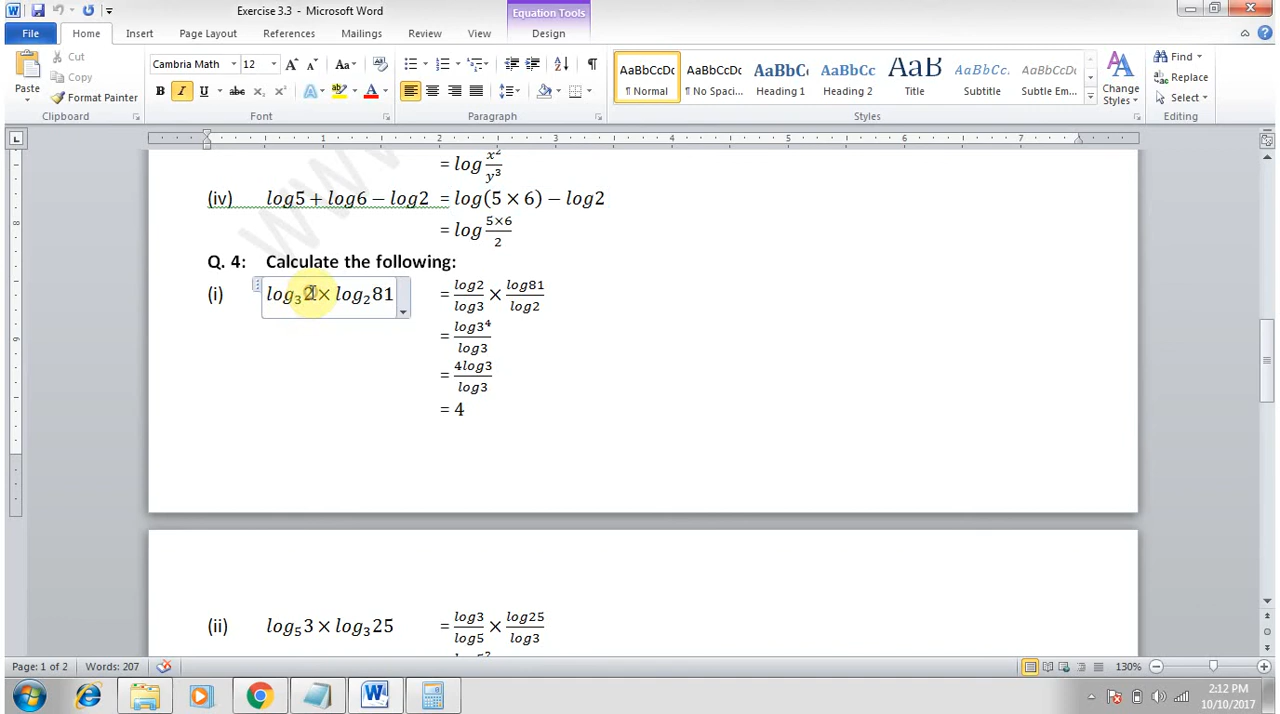 Exercise 3.3 - Microsoft Word
Equation Tools
File Home Insert Page Layout References Mailings Review View Design
Paste
Cut
Copy
Format Painter
Clipboard
Cambria Math 12
Font
Paragraph
AaBbCcDc AaBbCcDc AaBbC AaBbCc AaB AaBbCc. AaBbCcDc
¶ Normal ¶ No Spaci... Heading 1 Heading 2 Title Subtitle Subtle Em...
Change Styles
Styles
Find
Replace
Select
Editing
= log x²/y³
(iv) log5 + log6 − log2 = log(5 × 6) − log2
= log 5×6/2
Q. 4: Calculate the following:
(i) log₃2 × log₂81 = log2/log3 × log81/log2
= log3⁴/log3
= 4log3/log3
= 4
(ii) log₅3 × log₃25 = log3/log5 × log25/log3
Page: 1 of 2 Words: 207 130%
2:12 PM
10/10/2017